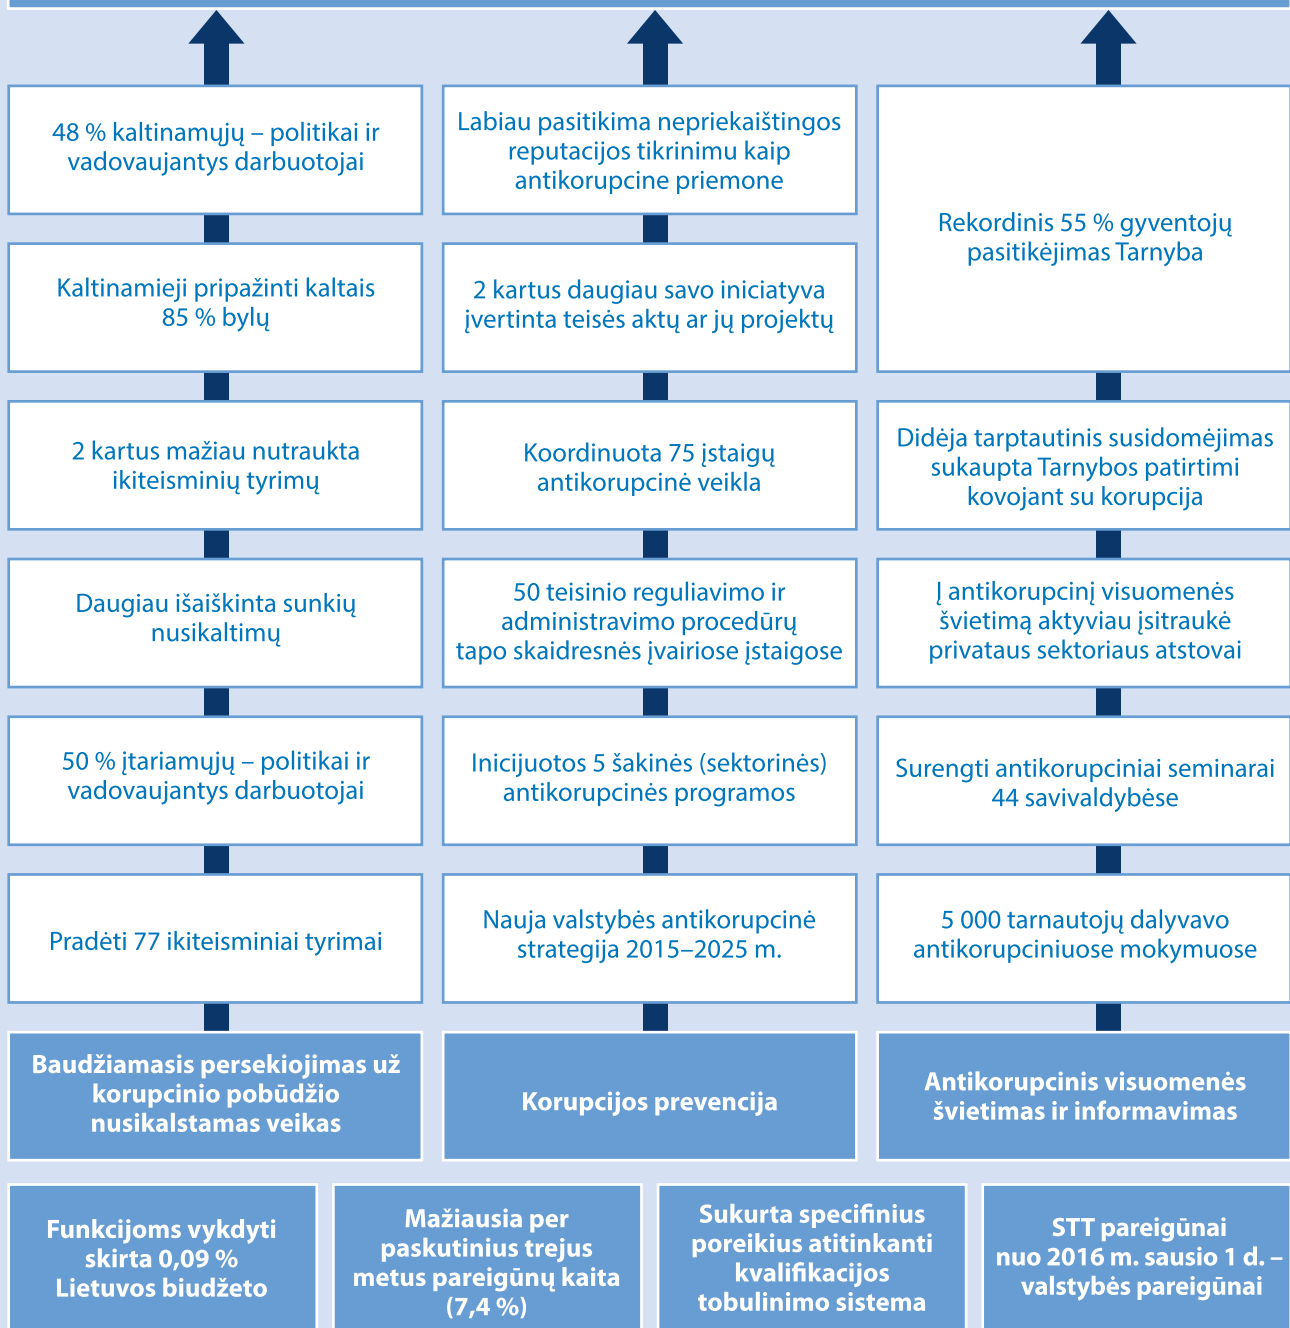 48 % kaltinamųjų – politikai ir
vadovaujantys darbuotojai
Kaltinamieji pripažinti kaltais
85 % bylų
2 kartus mažiau nutraukta
ikiteisminių tyrimų
Daugiau išaiškinta sunkių
nusikaltimų
50 % įtariamųjų – politikai ir
vadovaujantys darbuotojai
Pradėti 77 ikiteisminiai tyrimai
Baudžiamasis persekiojimas už
korupcinio pobūdžio
nusikalstamas veikas
Labiau pasitikima nepriekaištingos
reputacijos tikrinimu kaip
antikorupcine priemone
2 kartus daugiau savo iniciatyva
įvertinta teisės aktų ar jų projektų
Koordinuota 75 įstaigų
antikorupcinė veikla
50 teisinio reguliavimo ir
administravimo procedūrų
tapo skaidresnės įvairiose įstaigose
Inicijuotos 5 šakinės (sektorinės)
antikorupcinės programos
Nauja valstybės antikorupcinė
strategija 2015–2025 m.
Korupcijos prevencija
Rekordinis 55 % gyventojų
pasitikėjimas Tarnyba
Didėja tarptautinis susidomėjimas
sukaupta Tarnybos patirtimi
kovojant su korupcija
Į antikorupcinį visuomenės
švietimą aktyviau įsitraukė
privataus sektoriaus atstovai
Surengti antikorupciniai seminarai
44 savivaldybėse
5 000 tarnautojų dalyvavo
antikorupciniuose mokymuose
Antikorupcinis visuomenės
švietimas ir informavimas
Funkcijoms vykdyti
skirta 0,09 %
Lietuvos biudžeto
Mažiausia per
paskutinius trejus
metus pareigūnų kaita
(7,4 %)
Sukurta specifinius
poreikius atitinkanti
kvalifikacijos
tobulinimo sistema
STT pareigūnai
nuo 2016 m. sausio 1 d. –
valstybės pareigūnai